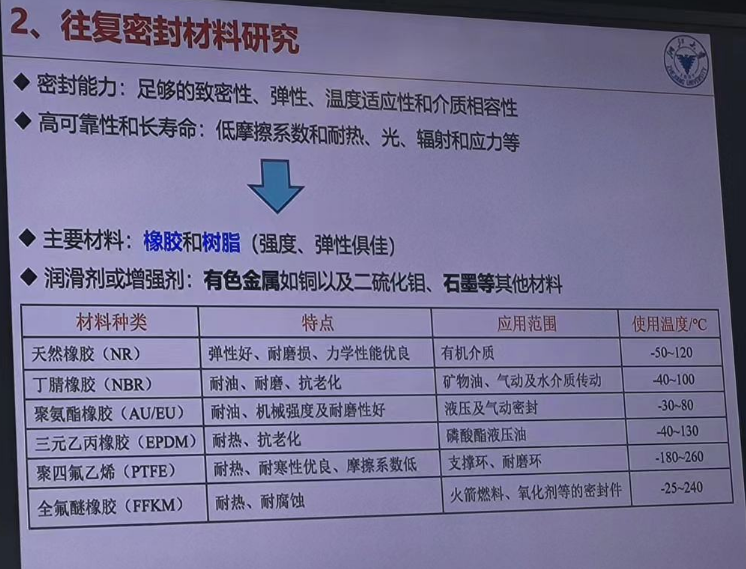 2、往复密封材料研究
◆ 密封能力：足够的致密性、弹性、温度适应性和介质相容性
◆ 高可靠性和长寿命：低摩擦系数和耐热、光、辐射和应力等
◆ 主要材料：橡胶和树脂（强度、弹性俱佳）
◆ 润滑剂或增强剂：有色金属如铜以及二硫化钼、石墨等其他材料
材料种类 特点 应用范围 使用温度/℃
天然橡胶（NR） 弹性好、耐磨损、力学性能优良 有机介质 -50~120
丁腈橡胶（NBR） 耐油、耐磨、抗老化 矿物油、气动及水介质传动 -40~100
聚氨酯橡胶（AU/EU） 耐油、机械强度及耐磨性好 液压及气动密封 -30~80
三元乙丙橡胶（EPDM） 耐热、抗老化 磷酸酯液压油 -40~130
聚四氟乙烯（PTFE） 耐热、耐寒性优良、摩擦系数低 支撑环、耐磨环 -180~260
全氟醚橡胶（FFKM） 耐热、耐腐蚀 火箭燃料、氧化剂等的密封件 -25~240